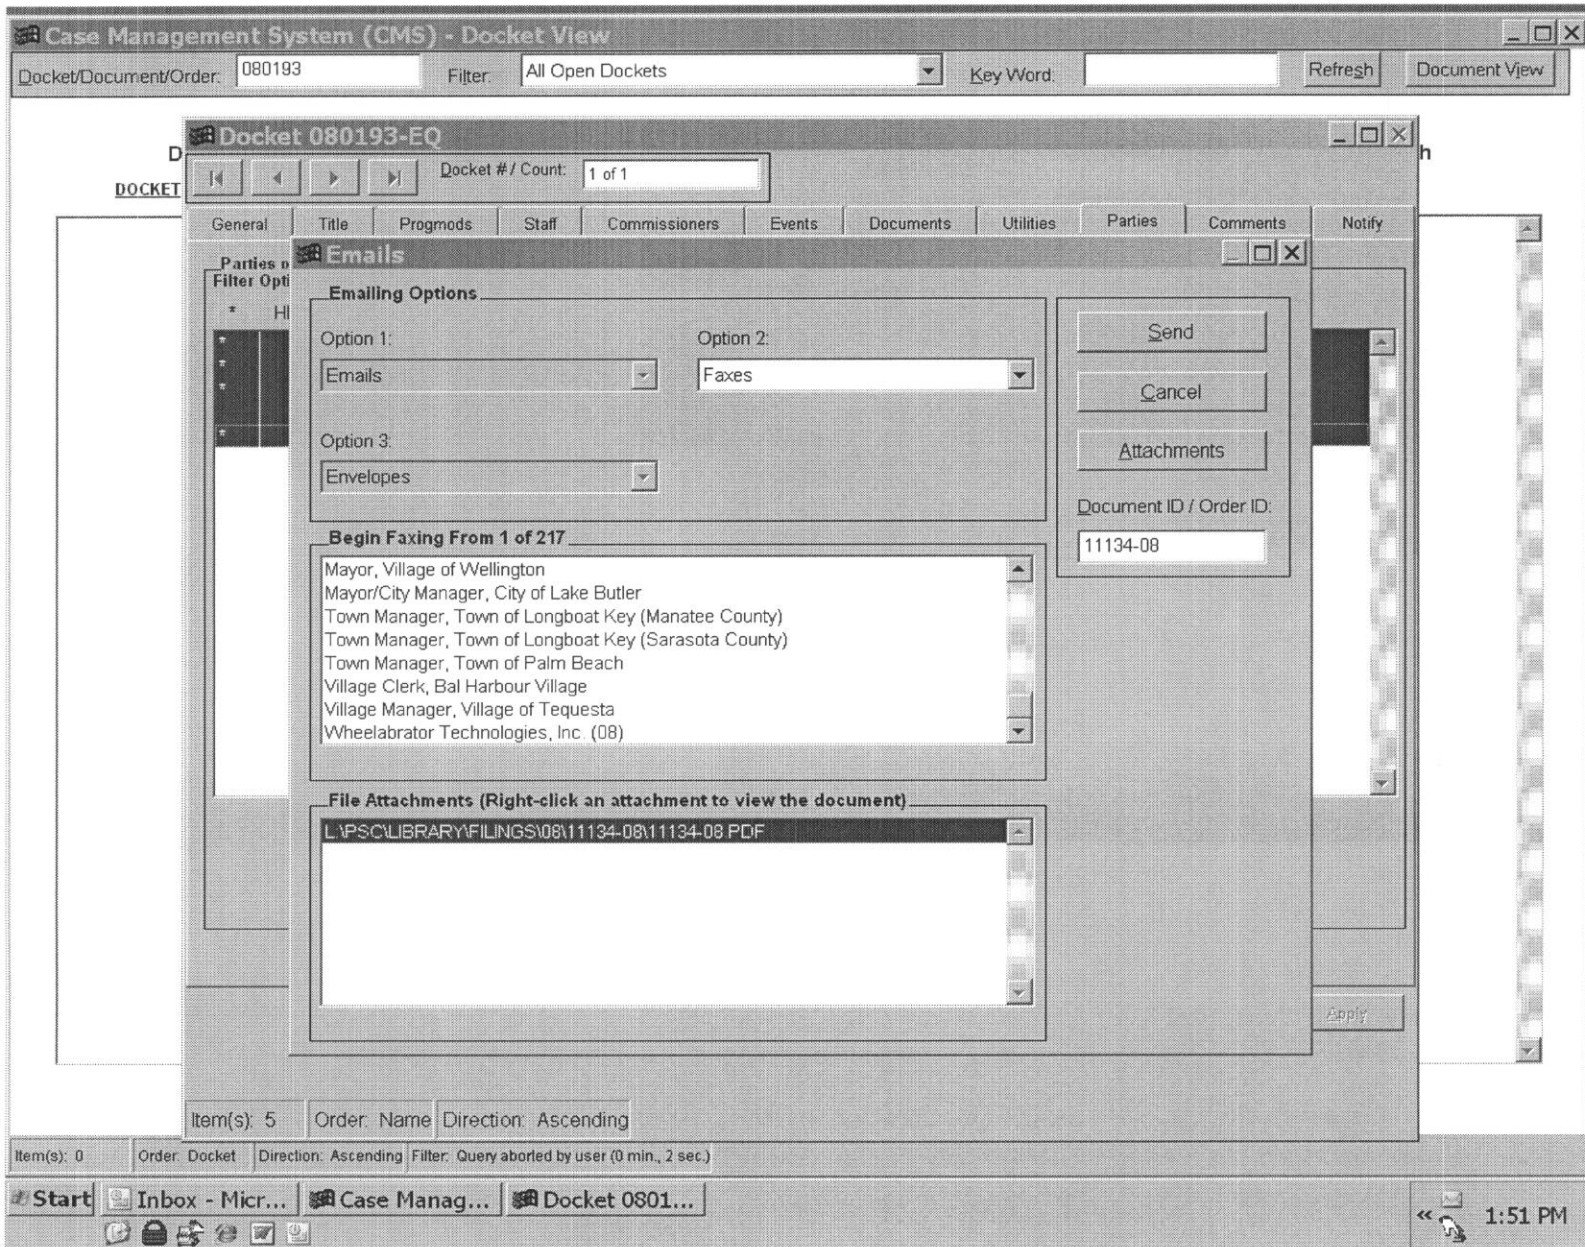 Case Management System (CMS) - Docket View
Docket/Document/Order: 080193 Filter: All Open Dockets Key Word: Refresh Document View
Docket 080193-EQ
D h
Docket # / Count: 1 of 1
DOCKET
General Title Progmods Staff Commissioners Events Documents Utilities Parties Comments Notify
Emails
Parties o
Filter Opti
* HI
Emailing Options
Option 1: Option 2:
Emails Faxes
Option 3:
Envelopes
Send
Cancel
Attachments
Document ID / Order ID:
11134-08
Begin Faxing From 1 of 217
Mayor, Village of Wellington
Mayor/City Manager, City of Lake Butler
Town Manager, Town of Longboat Key (Manatee County)
Town Manager, Town of Longboat Key (Sarasota County)
Town Manager, Town of Palm Beach
Village Clerk, Bal Harbour Village
Village Manager, Village of Tequesta
Wheelabrator Technologies, Inc. (08)
File Attachments (Right-click an attachment to view the document)
L:\PSC\LIBRARY\FILINGS\08\11134-08\11134-08.PDF
Apply
Item(s): 5 Order: Name Direction: Ascending
Item(s): 0 Order: Docket Direction: Ascending Filter: Query aborted by user (0 min., 2 sec.)
Start Inbox - Micr... Case Manag... Docket 0801...
« 1:51 PM